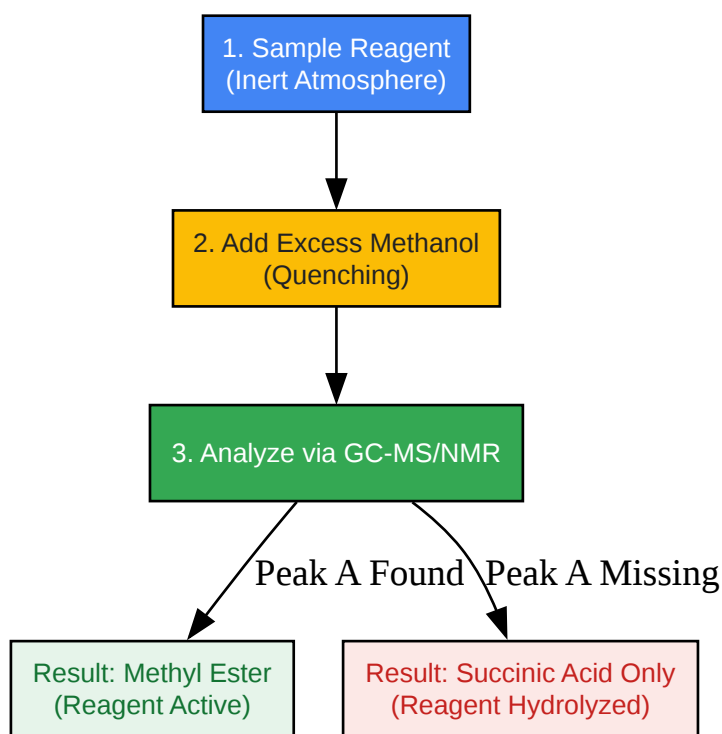 1. Sample Reagent
(Inert Atmosphere)
2. Add Excess Methanol
(Quenching)
3. Analyze via GC-MS/NMR
Peak A Found
Peak A Missing
Result: Methyl Ester
(Reagent Active)
Result: Succinic Acid Only
(Reagent Hydrolyzed)